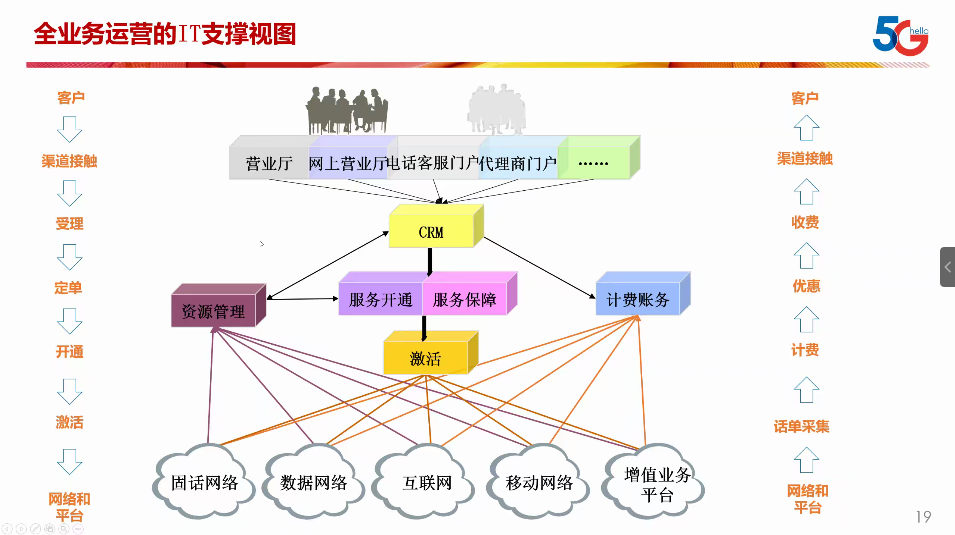 全业务运营的IT支撑视图
5G
hello
客户
渠道接触
受理
定单
开通
激活
网络和
平台
营业厅
网上营业厅
电话客服门户
代理商门户
……
CRM
资源管理
服务开通
服务保障
计费账务
激活
固话网络
数据网络
互联网
移动网络
增值业务
平台
客户
渠道接触
收费
优惠
计费
话单采集
网络和
平台
19